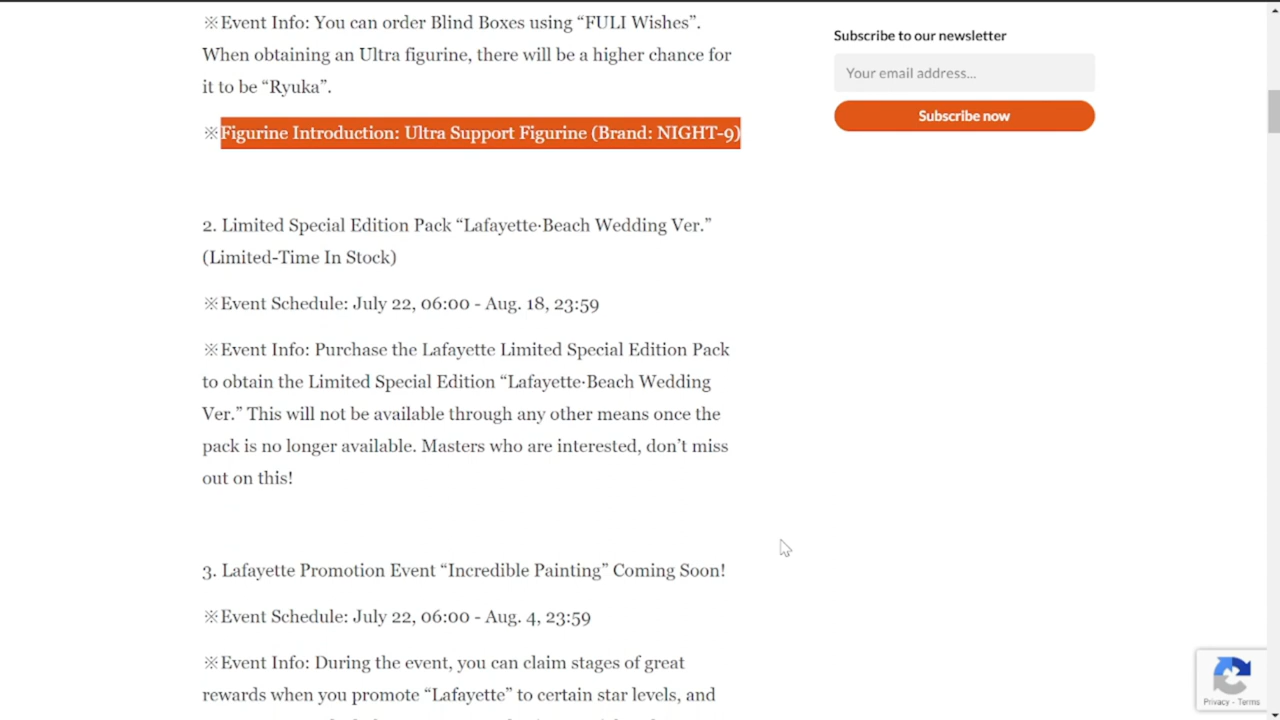 ※Event Info: You can order Blind Boxes using “FULI Wishes”.
When obtaining an Ultra figurine, there will be a higher chance for
it to be “Ryuka”.
※Figurine Introduction: Ultra Support Figurine (Brand: NIGHT-9)
2. Limited Special Edition Pack “Lafayette·Beach Wedding Ver.”
(Limited-Time In Stock)
※Event Schedule: July 22, 06:00 - Aug. 18, 23:59
※Event Info: Purchase the Lafayette Limited Special Edition Pack
to obtain the Limited Special Edition “Lafayette·Beach Wedding
Ver.” This will not be available through any other means once the
pack is no longer available. Masters who are interested, don’t miss
out on this!
3. Lafayette Promotion Event “Incredible Painting” Coming Soon!
※Event Schedule: July 22, 06:00 - Aug. 4, 23:59
※Event Info: During the event, you can claim stages of great
rewards when you promote “Lafayette” to certain star levels, and
Subscribe to our newsletter
Your email address...
Subscribe now
Privacy - Terms